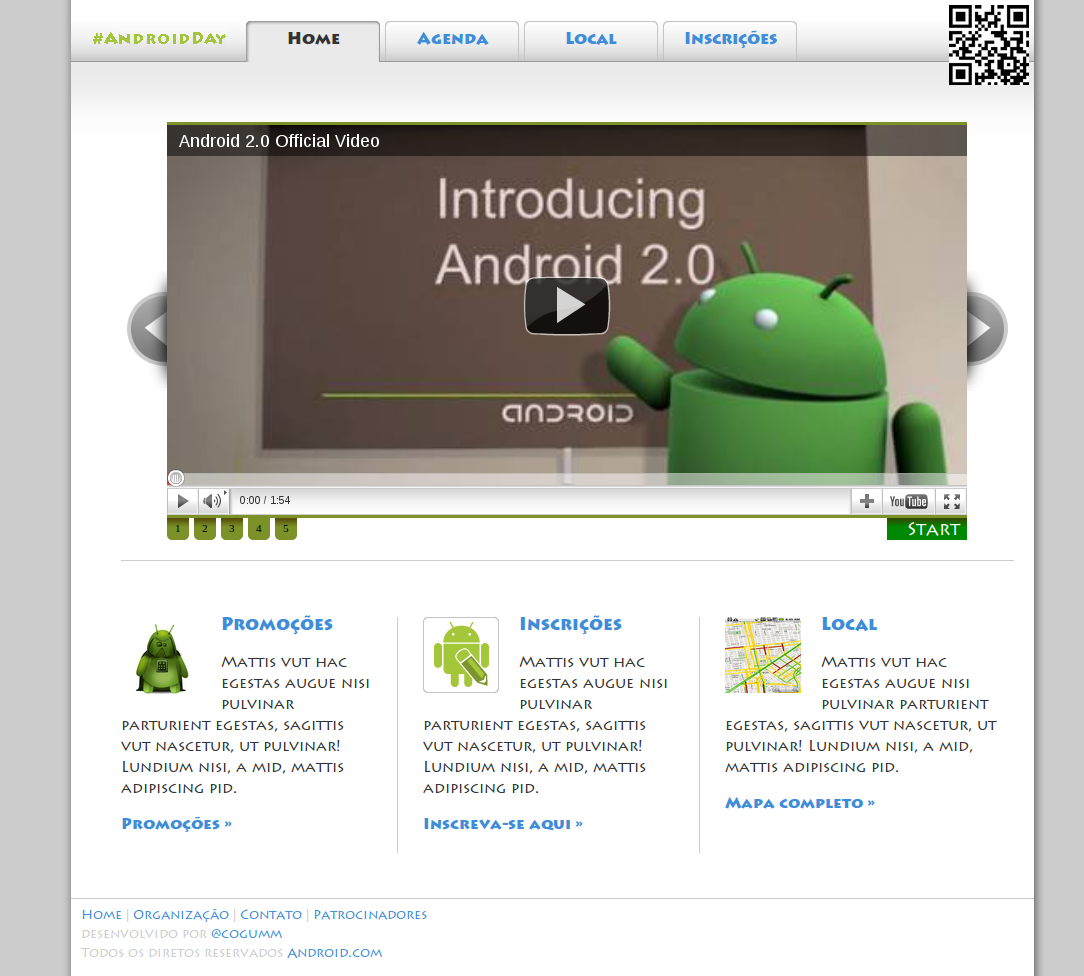 #AndroidDay
Home
Agenda
Local
Inscrições
Android 2.0 Official Video
Introducing
Android 2.0
ANDROID
0:00 / 1:54
YouTube
1 2 3 4 5
Start
Promoções
Mattis vut hac
egestas augue nisi
pulvinar
parturient egestas, sagittis
vut nascetur, ut pulvinar!
Lundium nisi, a mid, mattis
adipiscing pid.
Promoções »
Inscrições
Mattis vut hac
egestas augue nisi
pulvinar
parturient egestas, sagittis
vut nascetur, ut pulvinar!
Lundium nisi, a mid, mattis
adipiscing pid.
Inscreva-se aqui »
Local
Mattis vut hac
egestas augue nisi
pulvinar parturient
egestas, sagittis vut nascetur, ut
pulvinar! Lundium nisi, a mid,
mattis adipiscing pid.
Mapa completo »
Home | Organização | Contato | Patrocinadores
desenvolvido por @cogumm
Todos os diretos reservados Android.com